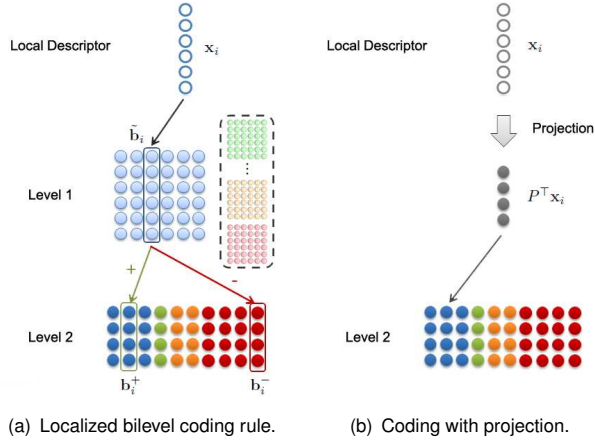 Local Descriptor
x_i
b̃_i
⋮
Level 1
+
-
Level 2
b_i^+
b_i^-
(a) Localized bilevel coding rule.
Local Descriptor
x_i
Projection
P^⊤x_i
Level 2
(b) Coding with projection.